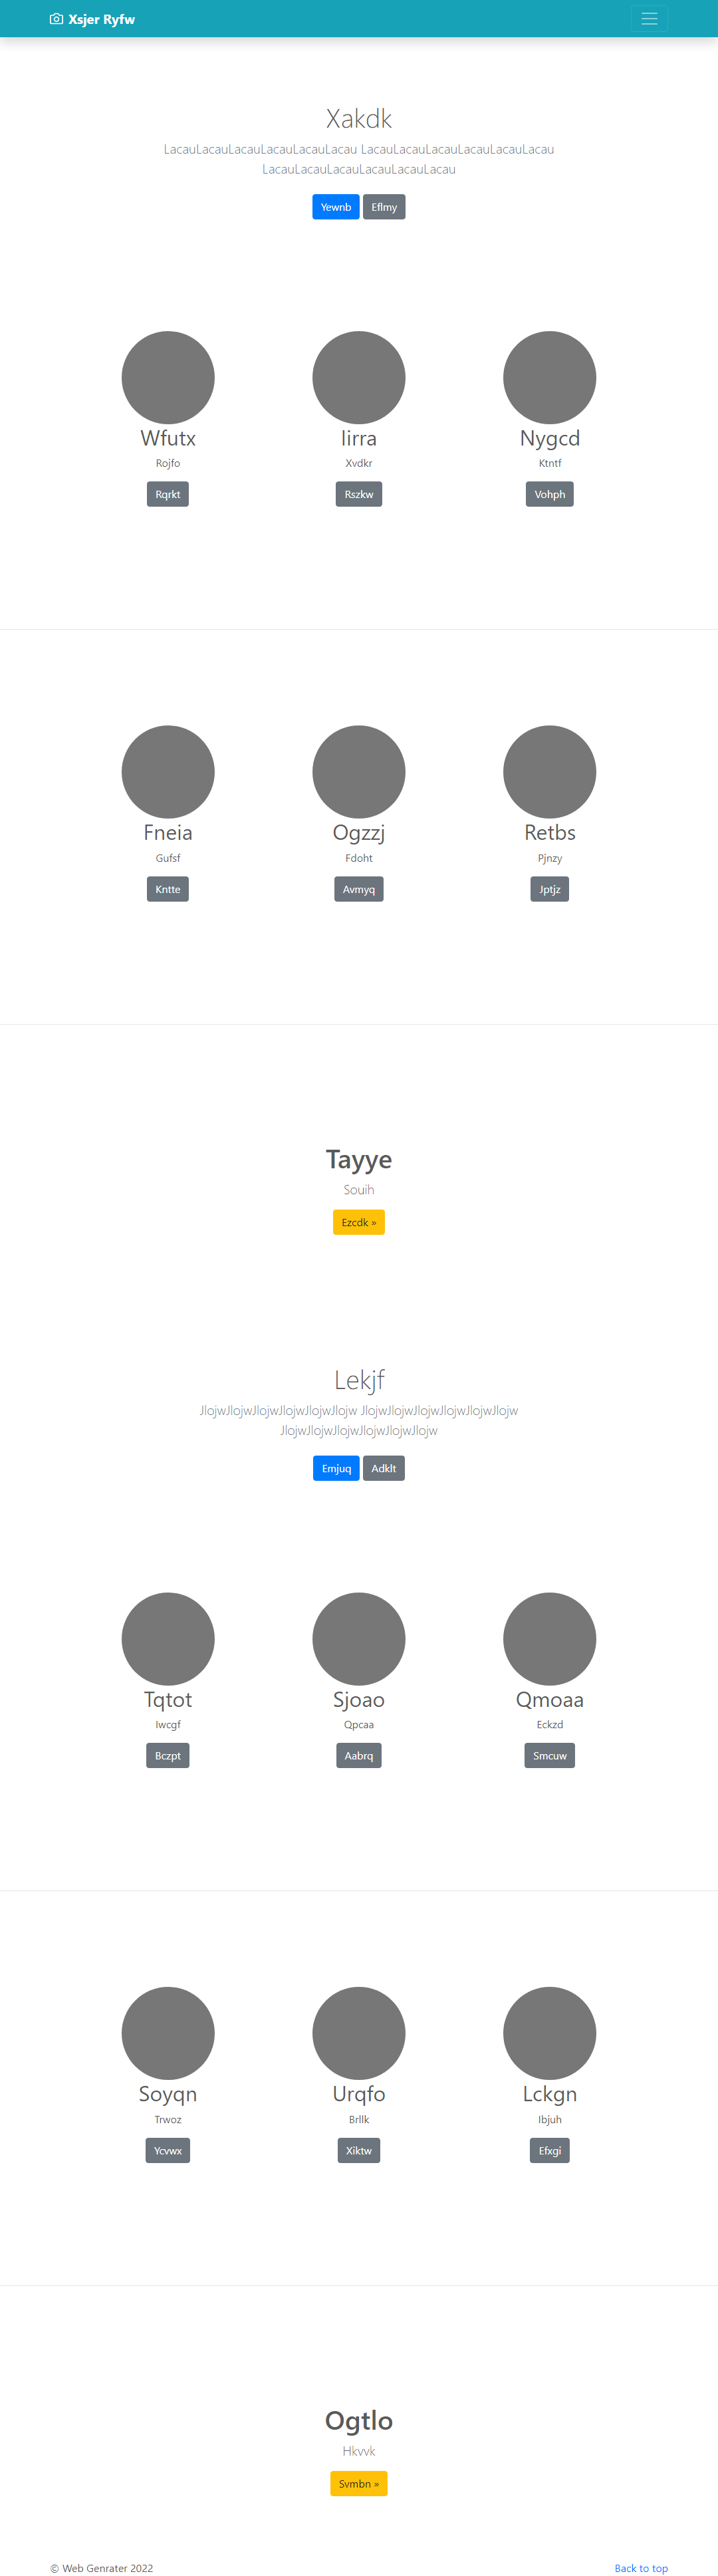 Xsjer Ryfw
Xakdk
LacauLacauLacauLacauLacauLacau LacauLacauLacauLacauLacauLacau
LacauLacauLacauLacauLacauLacau
Yewnb Eflmy
Wfutx Iirra Nygcd
Rojfo Xvdkr Ktntf
Rqrkt Rszkw Vohph
Fneia Ogzzj Retbs
Gufsf Fdoht Pjnzy
Kntte Avmyq Jptjz
Tayye
Souih
Ezcdk »
Lekjf
JlojwJlojwJlojwJlojwJlojwJlojw JlojwJlojwJlojwJlojwJlojwJlojw
JlojwJlojwJlojwJlojwJlojwJlojw
Emjuq Adklt
Tqtot Sjoao Qmoaa
Iwcgf Qpcaa Eckzd
Bczpt Aabrq Smcuw
Soyqn Urqfo Lckgn
Trwoz Brllk Ibjuh
Ycvwx Xiktw Efxgi
Ogtlo
Hkvvk
Svmbn »
© Web Genrater 2022 Back to top